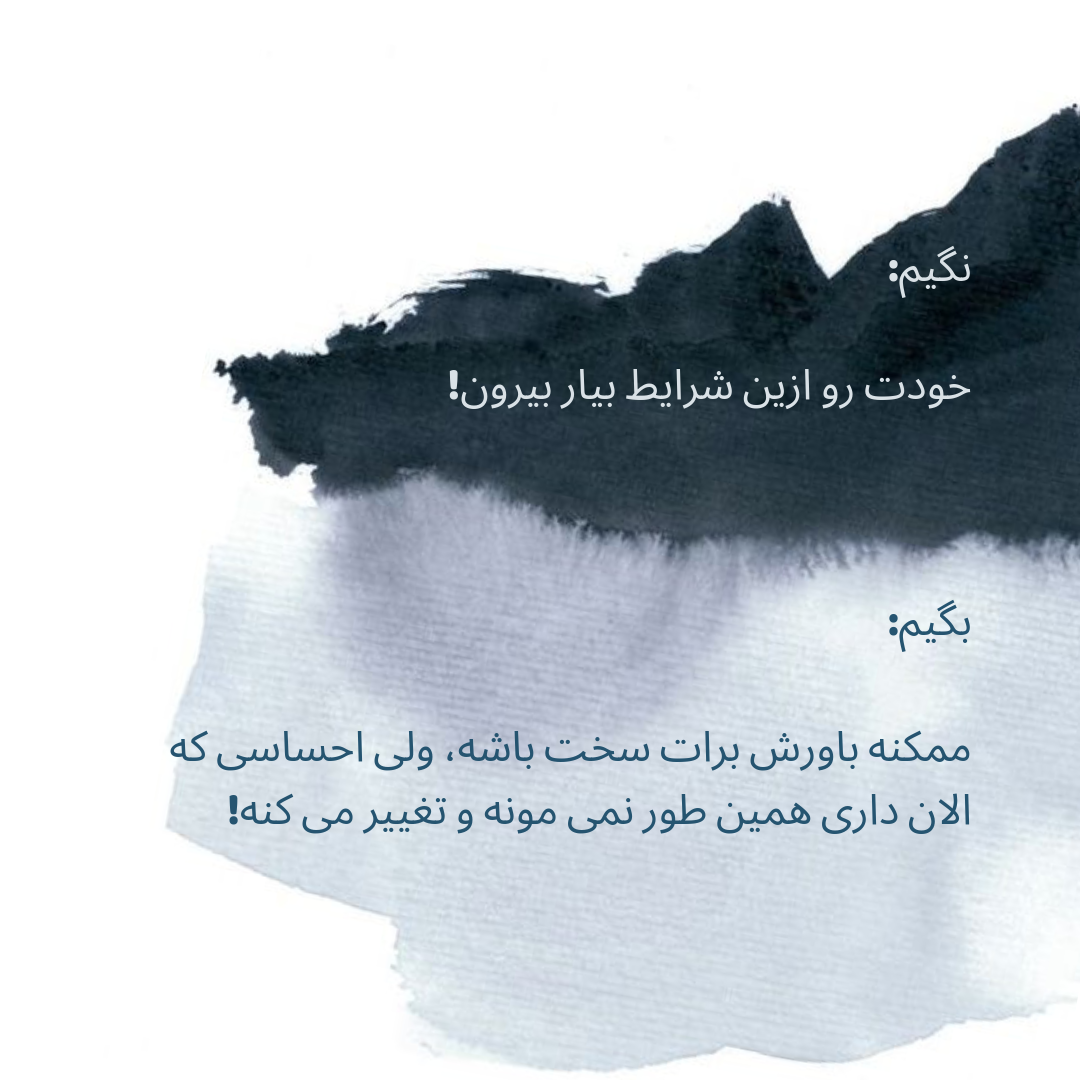 نگیم:
خودت رو ازین شرایط بیار بیرون!
بگیم:
ممکنه باورش برات سخت باشه، ولی احساسی که
الان داری همین طور نمی مونه و تغییر می کنه!